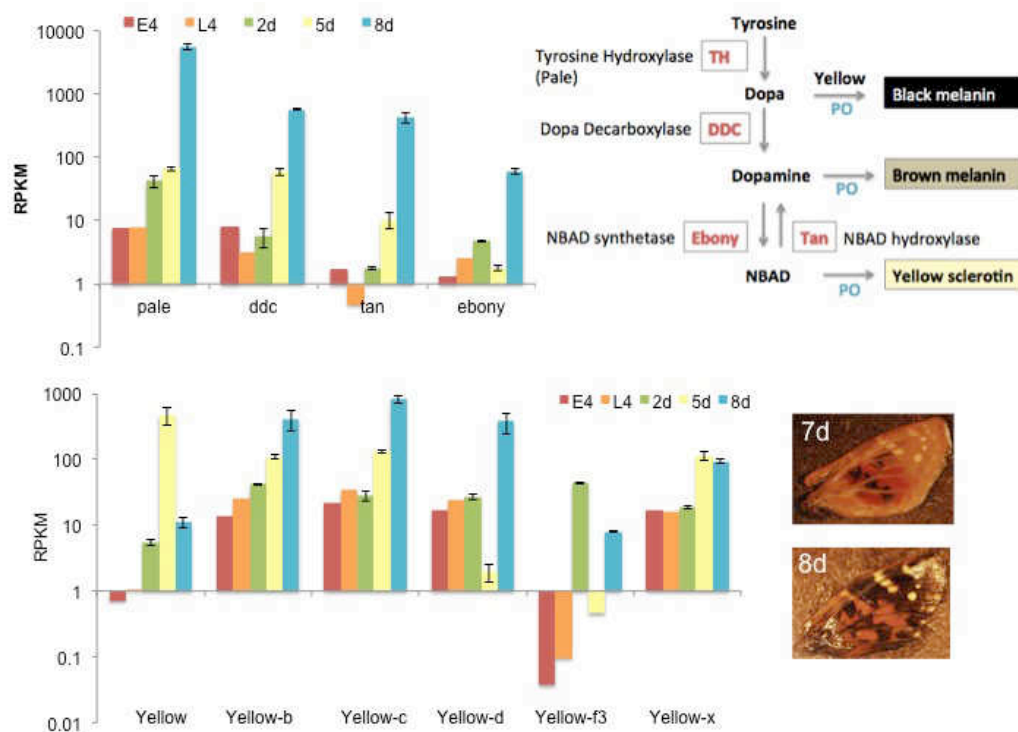 E4 L4 2d 5d 8d
10000
1000
100
10
1
0.1
RPKM
pale ddc tan ebony
Tyrosine
Tyrosine Hydroxylase
(Pale)
TH
Dopa
Yellow
PO
Black melanin
Dopa Decarboxylase
DDC
Dopamine
PO
Brown melanin
NBAD synthetase
Ebony
Tan
NBAD hydroxylase
NBAD
PO
Yellow sclerotin
E4 L4 2d 5d 8d
1000
100
10
1
0.1
0.01
RPKM
Yellow Yellow-b Yellow-c Yellow-d Yellow-f3 Yellow-x
7d
8d